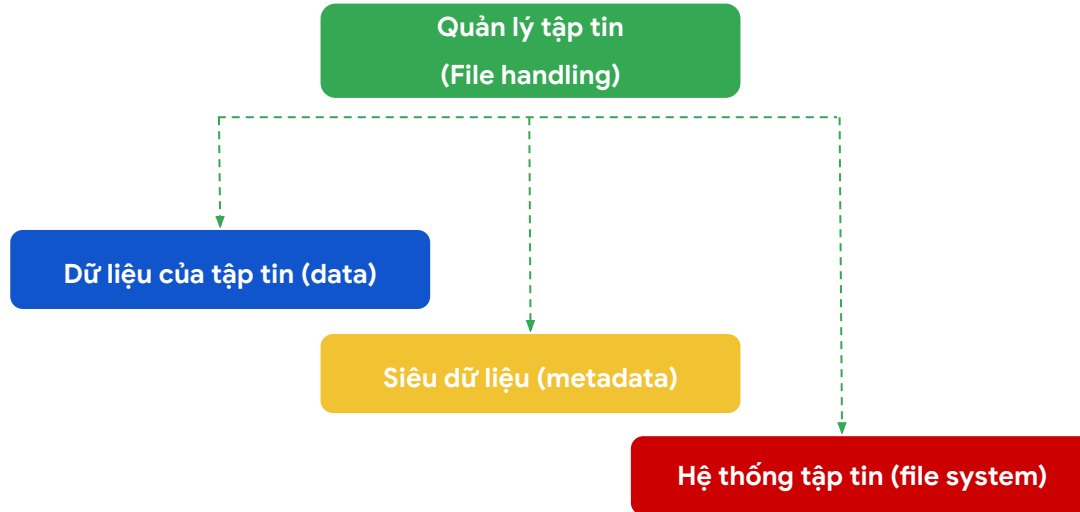 Quản lý tập tin
(File handling)
Dữ liệu của tập tin (data)
Siêu dữ liệu (metadata)
Hệ thống tập tin (file system)